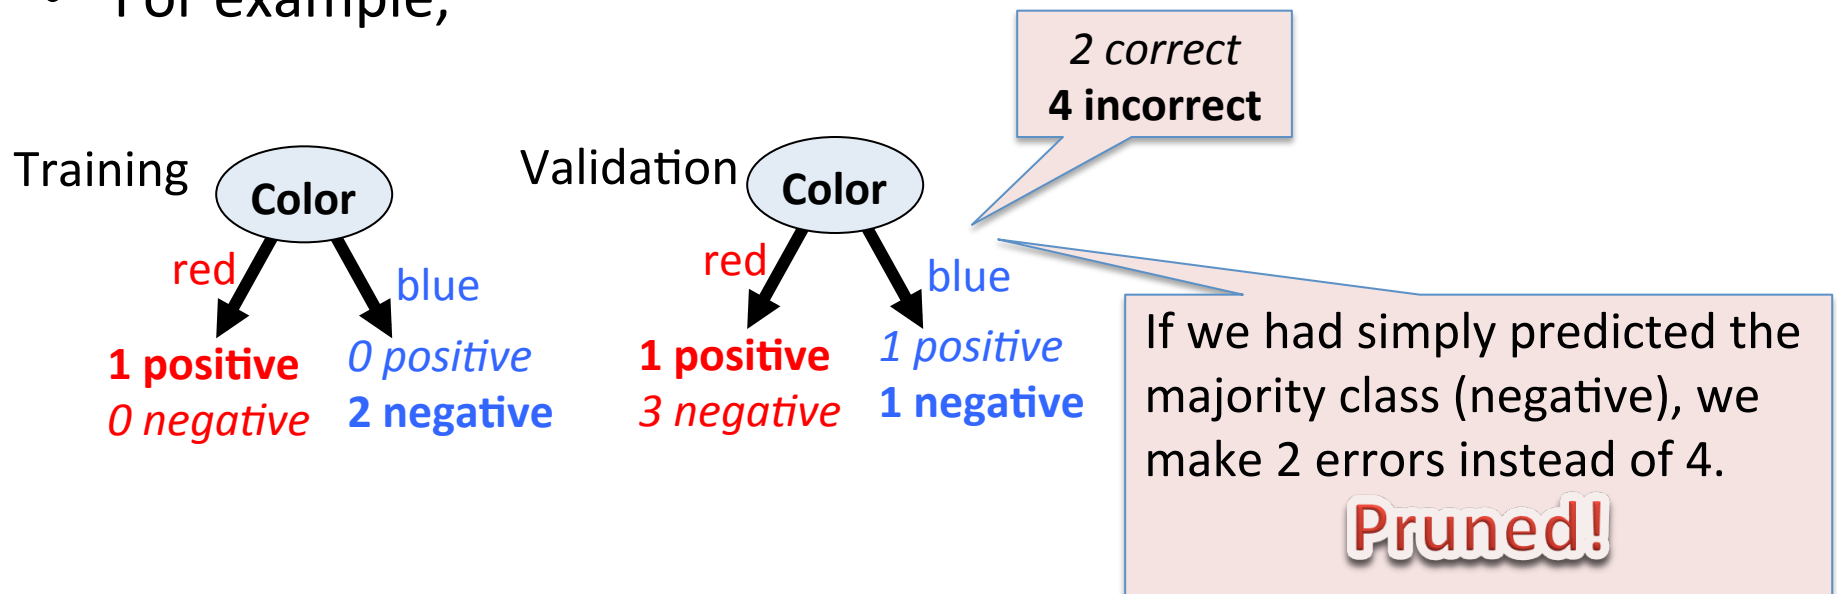 • For example,
2 correct
4 incorrect
Training
Color
red
blue
1 positive
0 negative
0 positive
2 negative
Validation
Color
red
blue
1 positive
3 negative
1 positive
1 negative
If we had simply predicted the
majority class (negative), we
make 2 errors instead of 4.
Pruned!